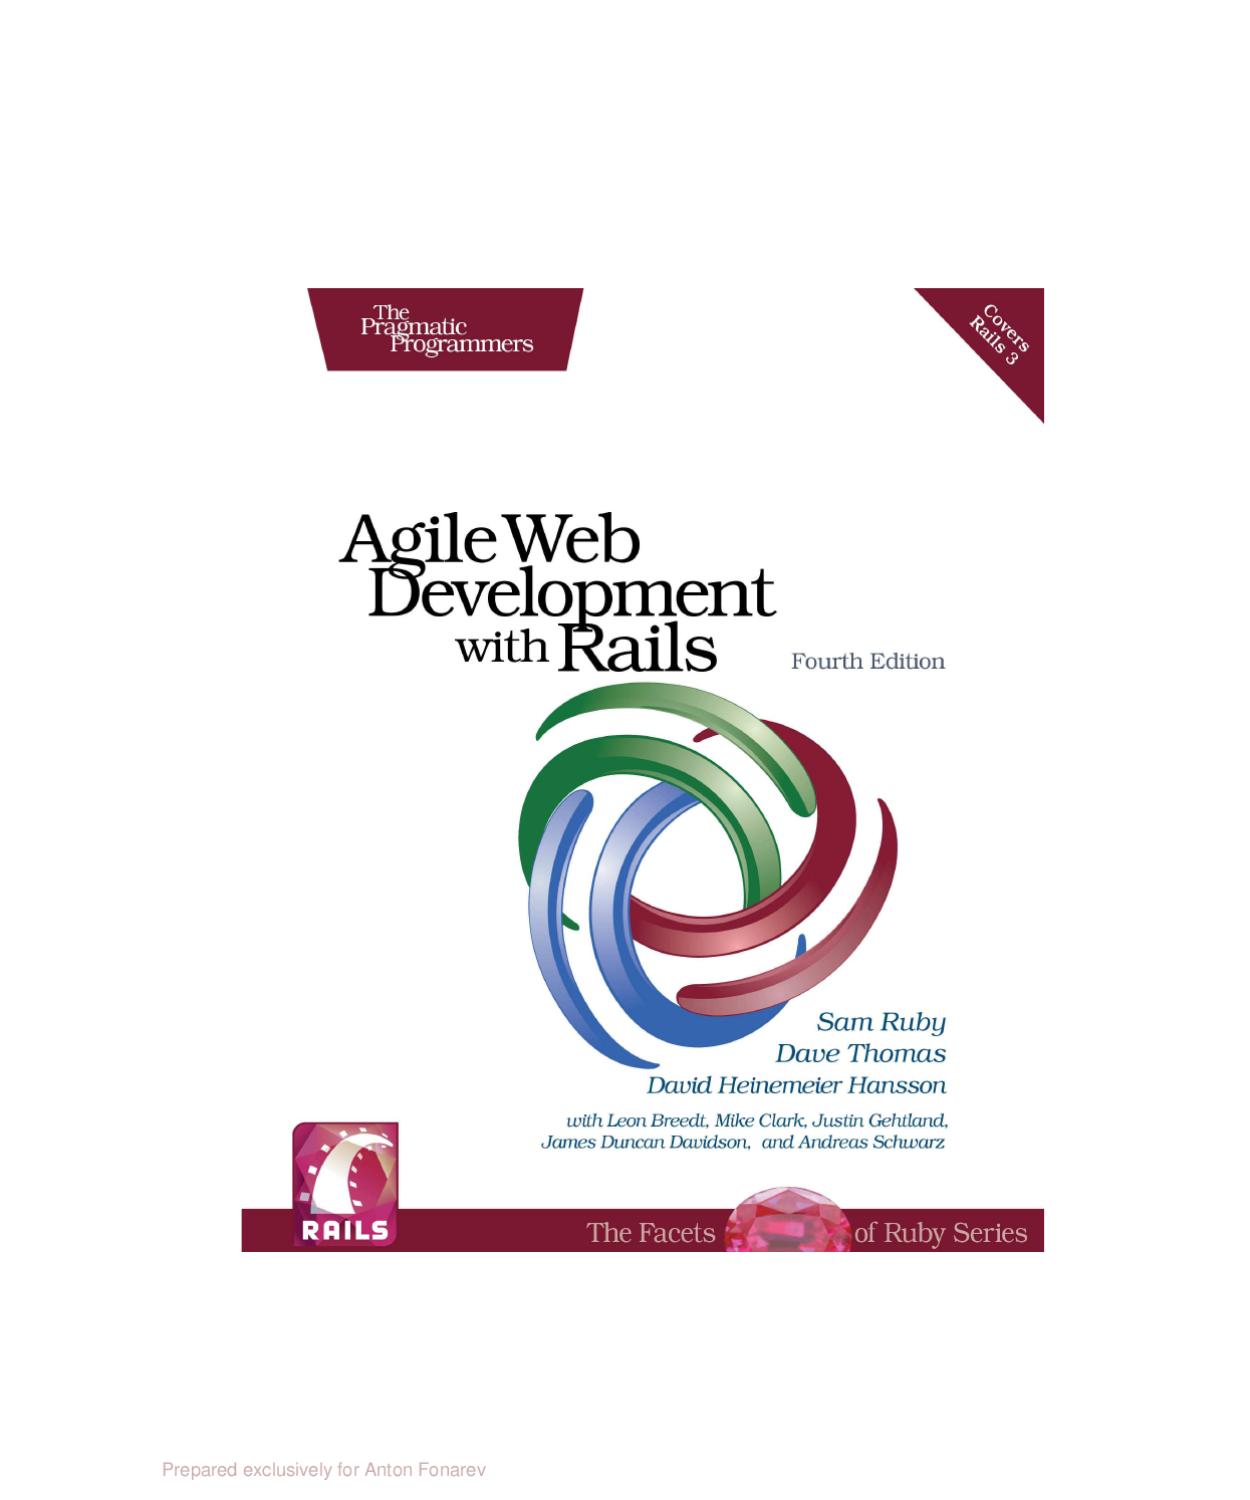 The
Pragmatic
Programmers
Covers
Rails 3
Agile Web
Development
with Rails
Fourth Edition
Sam Ruby
Dave Thomas
David Heinemeier Hansson
with Leon Breedt, Mike Clark, Justin Gehtland,
James Duncan Davidson, and Andreas Schwarz
RAILS
The Facets of Ruby Series
Prepared exclusively for Anton Fonarev